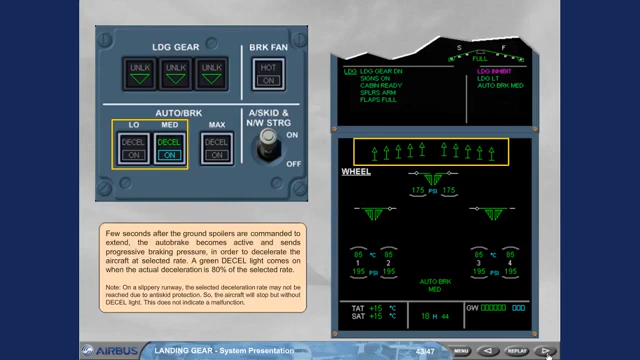 LDG GEAR
BRK FAN
UNLK
UNLK
UNLK
HOT
ON
AUTO/BRK
LO
MED
MAX
DECEL
ON
DECEL
ON
DECEL
ON
A/SKID &
N/W STRG
ON
OFF
S
F
FULL
LDG LDG GEAR DN
SIGNS ON
CABIN READY
SPLRS ARM
FLAPS FULL
LDG INHIBIT
LDG LT
AUTO BRK MED
WHEEL
175 PSI 175
85 °C 85
1 2
195 PSI 195
85 °C 85
3 4
195 PSI 195
AUTO BRK
MED
TAT +15 °C
SAT +15 °C
18 H 44
GW
Few seconds after the ground spoilers are commanded to
extend, the autobrake becomes active and sends
progressive braking pressure, in order to decelerate the
aircraft at selected rate. A green DECEL light comes on
when the actual deceleration is 80% of the selected rate.
Note: On a slippery runway, the selected deceleration rate may not be
reached due to antiskid protection. So, the aircraft will stop but without
DECEL light. This does not indicate a malfunction.
AIRBUS
LANDING GEAR - System Presentation
43/47
MENU
REPLAY